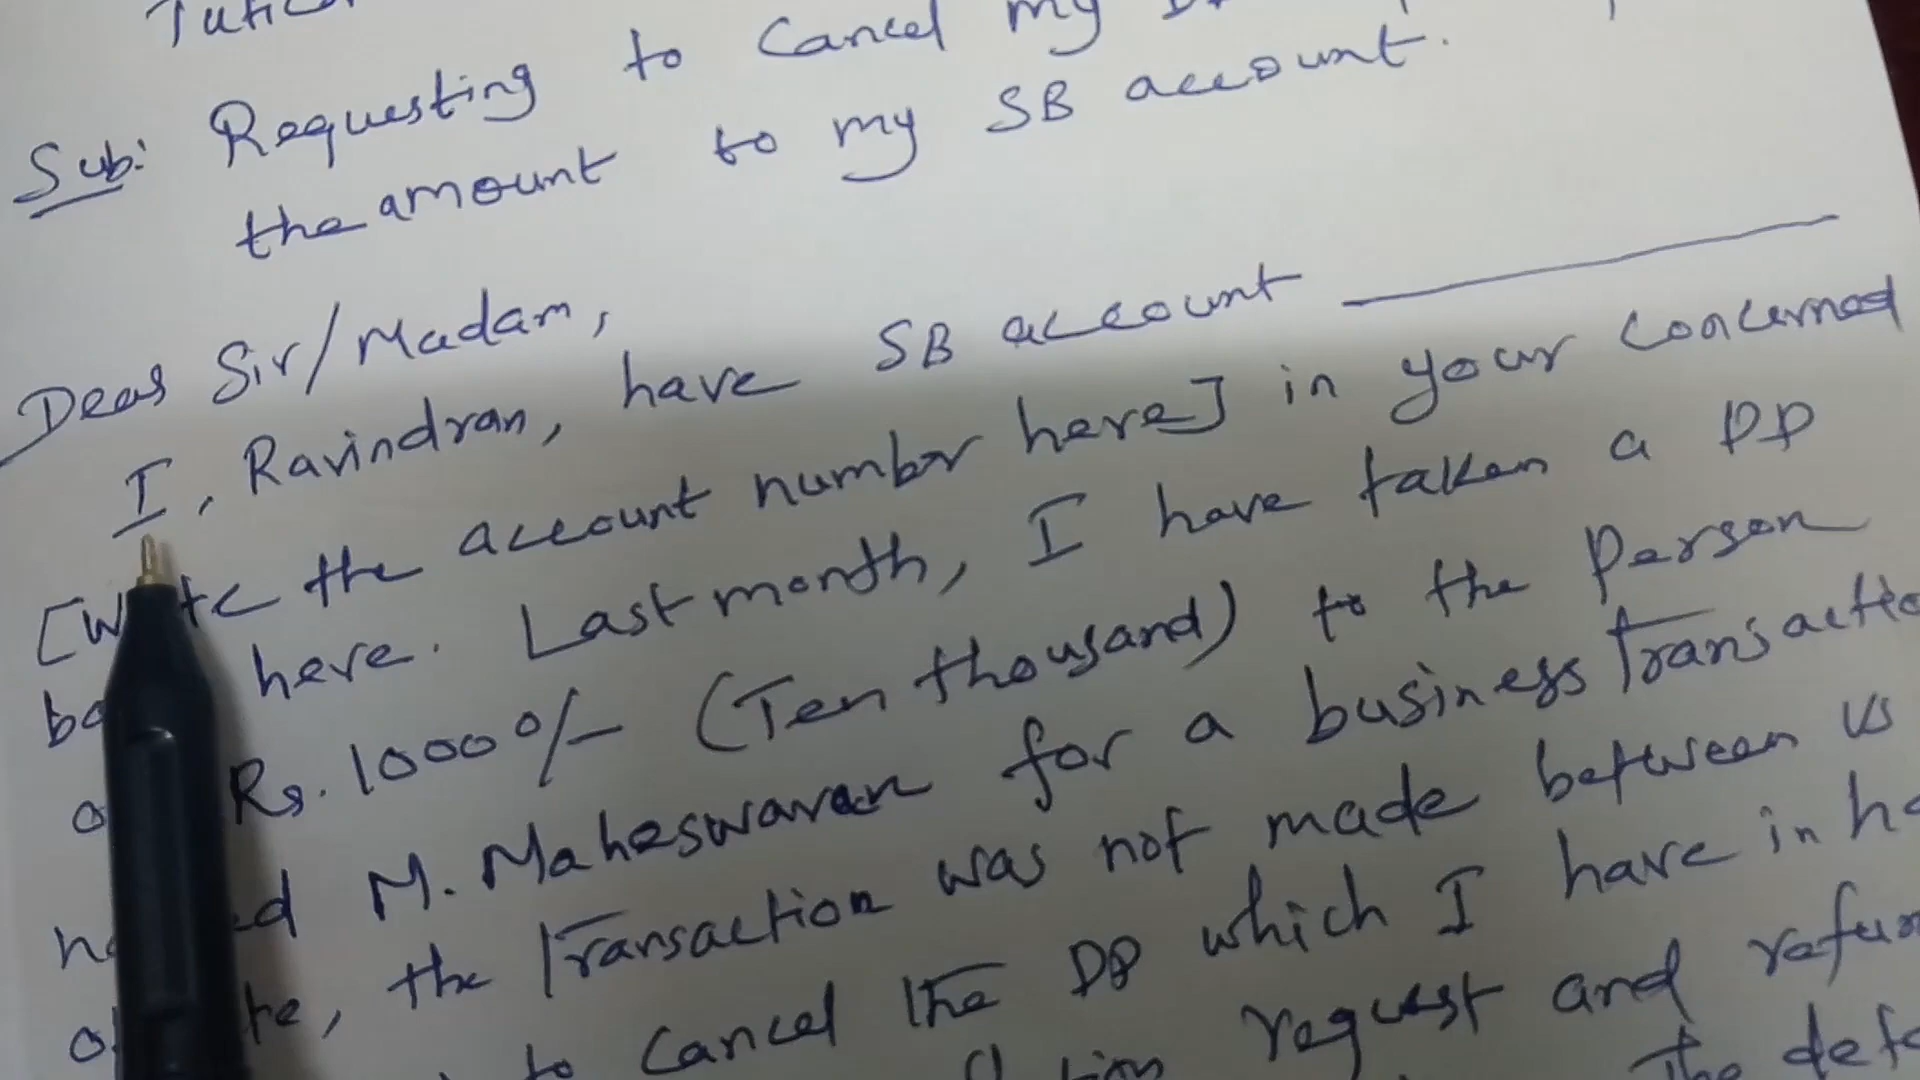 Sub: Requesting to Cancel my
the amount to my SB account.
Dear Sir/Madam,
I, Ravindran, have SB account
[Write the account number here] in your concerned
here. Last month, I have taken a DD
Rs. 10000/- (Ten thousand) to the person
M. Maheswaran for a business transaction
the transaction was not made between us
to cancel the DD which I have in
request and
The